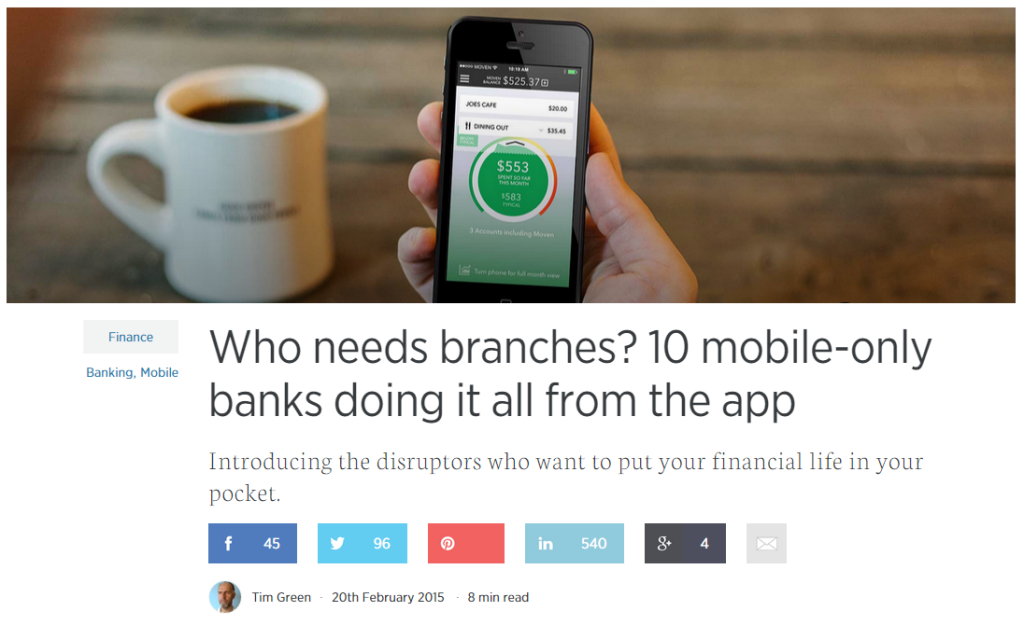 MOVEN 10:10 AM
MOVEN
BALANCE $525.37
JOES CAFE $20.00
DINING OUT $35.45
$553
SPENT SO FAR
THIS MONTH
$583
TYPICAL
3 Accounts including Moven
Turn phone for full month view
Finance
Banking, Mobile
Who needs branches? 10 mobile-only
banks doing it all from the app
Introducing the disruptors who want to put your financial life in your
pocket.
f 45
96
in 540
g+ 4
Tim Green - 20th February 2015 - 8 min read